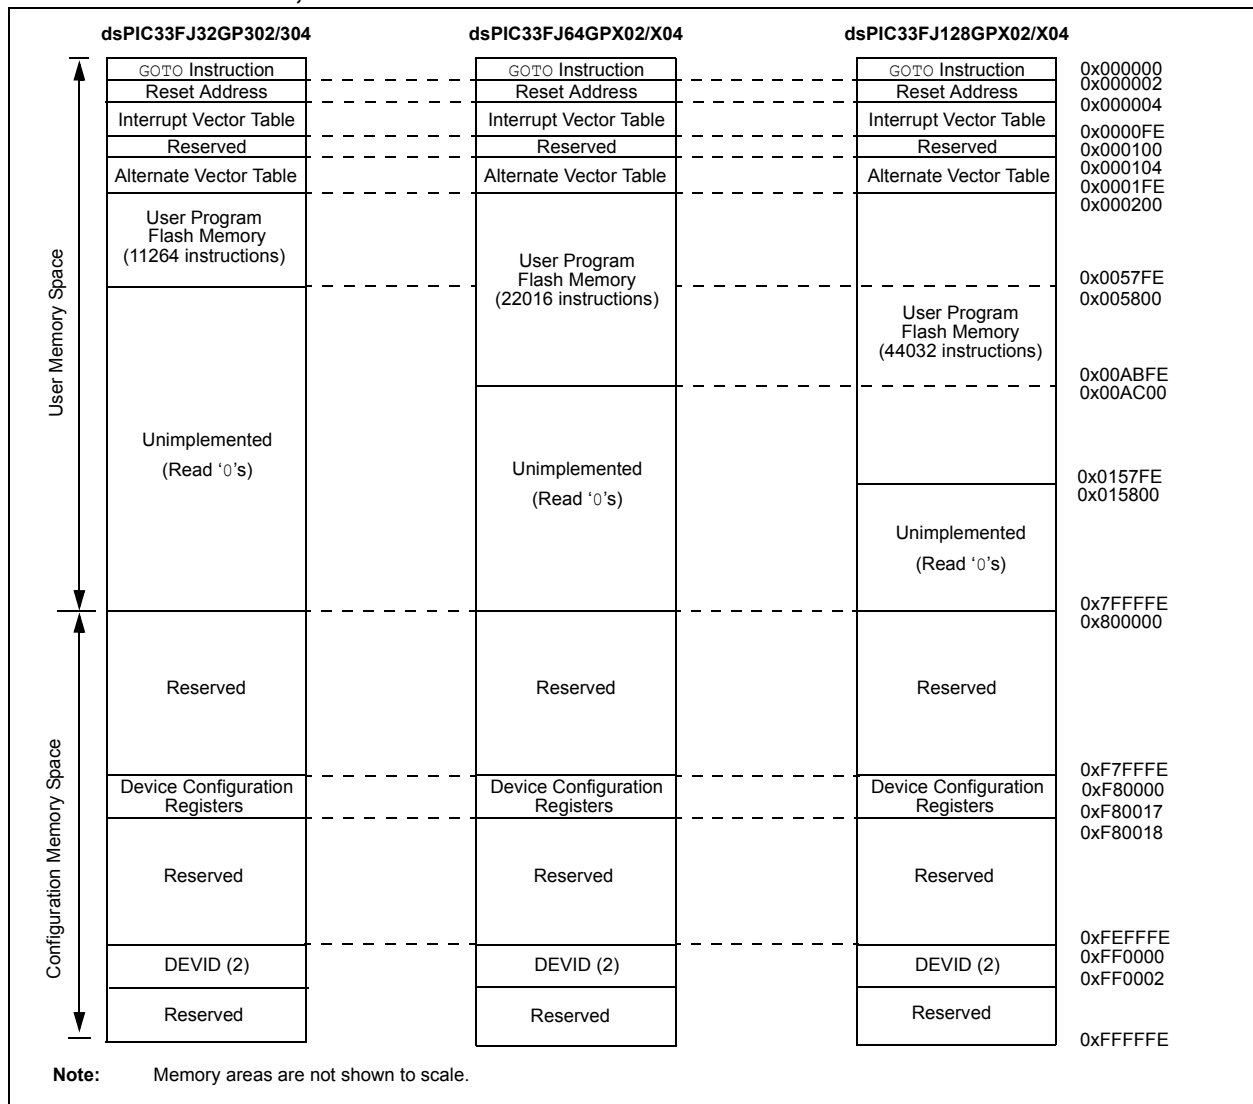 dsPIC33FJ32GP302/304
dsPIC33FJ64GPX02/X04
dsPIC33FJ128GPX02/X04
User Memory Space
Configuration Memory Space
GOTO Instruction
Reset Address
Interrupt Vector Table
Reserved
Alternate Vector Table
User Program
Flash Memory
(11264 instructions)
Unimplemented
(Read ‘0’s)
Reserved
Device Configuration
Registers
Reserved
DEVID (2)
Reserved
GOTO Instruction
Reset Address
Interrupt Vector Table
Reserved
Alternate Vector Table
User Program
Flash Memory
(22016 instructions)
Unimplemented
(Read ‘0’s)
Reserved
Device Configuration
Registers
Reserved
DEVID (2)
Reserved
GOTO Instruction
Reset Address
Interrupt Vector Table
Reserved
Alternate Vector Table
User Program
Flash Memory
(44032 instructions)
Unimplemented
(Read ‘0’s)
Reserved
Device Configuration
Registers
Reserved
DEVID (2)
Reserved
0x000000
0x000002
0x000004
0x0000FE
0x000100
0x000104
0x0001FE
0x000200
0x0057FE
0x005800
0x00ABFE
0x00AC00
0x0157FE
0x015800
0x7FFFFE
0x800000
0xF7FFFE
0xF80000
0xF80017
0xF80018
0xFEFFFE
0xFF0000
0xFF0002
0xFFFFFE
Note: Memory areas are not shown to scale.